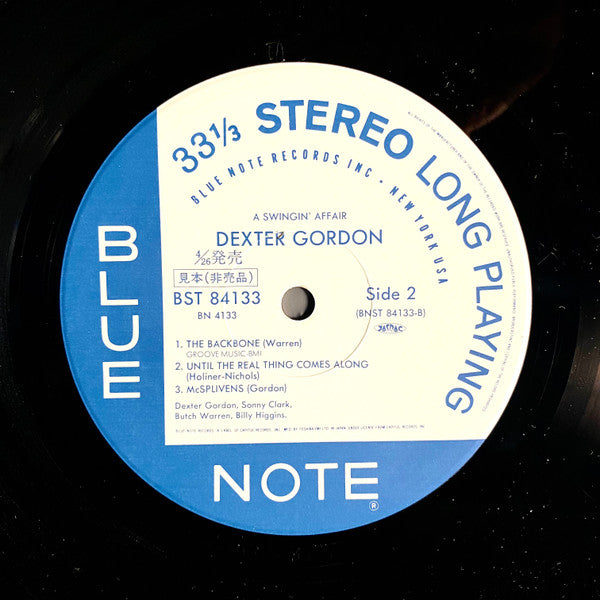 33 1/3 STEREO LONG PLAYING
BLUE NOTE RECORDS INC • NEW YORK USA
A SWINGIN' AFFAIR
DEXTER GORDON
4/26発売
見本(非売品)
BST 84133
Side 2
BN 4133
(BNST 84133-B)
1. THE BACKBONE (Warren)
GROOVE MUSIC-BMI
2. UNTIL THE REAL THING COMES ALONG
(Holiner-Nichols)
3. McSPLIVENS (Gordon)
Dexter Gordon, Sonny Clark,
Butch Warren, Billy Higgins.
BLUE
NOTE
®